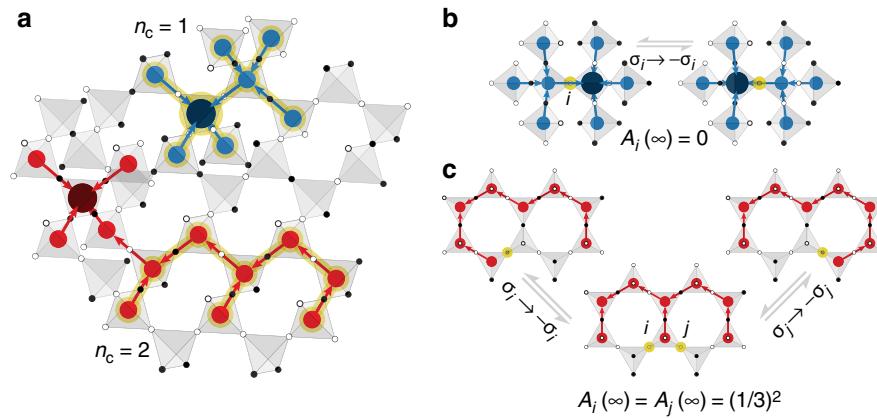 a
n_c = 1
n_c = 2
b
σ_i → −σ_i
i
A_i (∞) = 0
c
σ_i → −σ_i
i
j
σ_j → −σ_j
A_i (∞) = A_j (∞) = (1/3)²